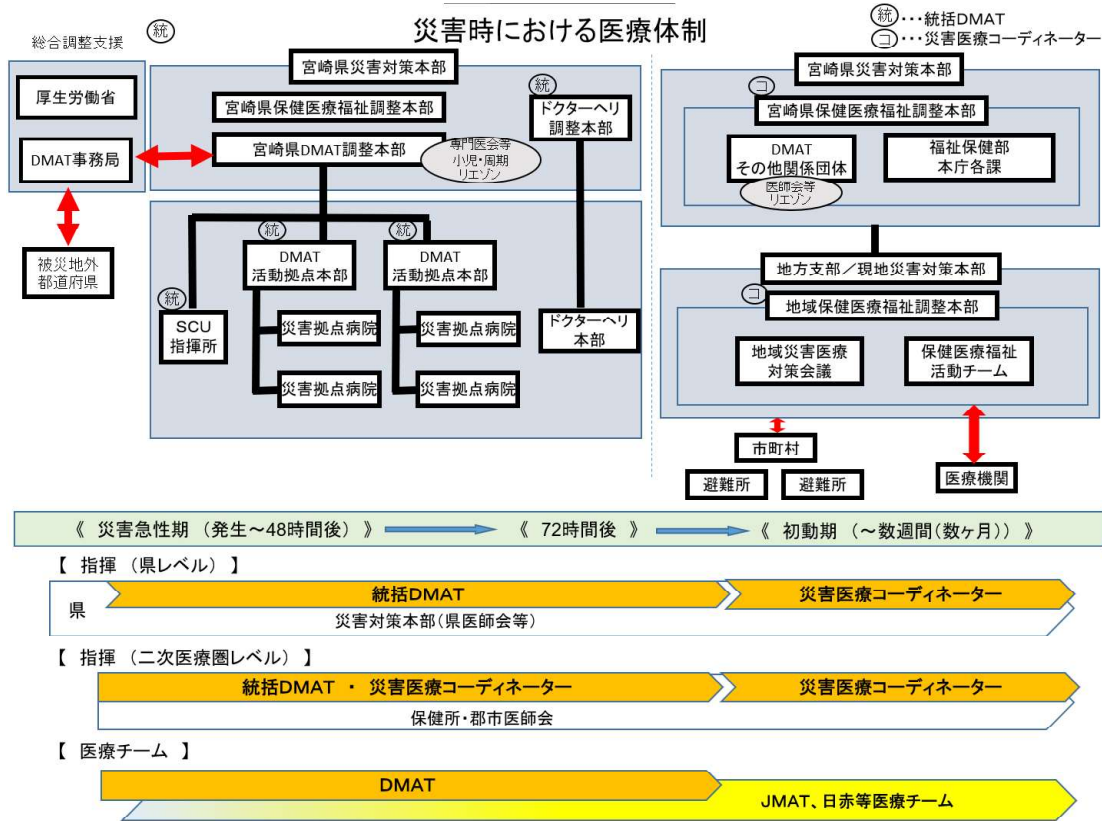 災害時における医療体制
統･･･統括DMAT
コ･･･災害医療コーディネーター
総合調整支援
統
厚生労働省
DMAT事務局
被災地外
都道府県
宮崎県災害対策本部
宮崎県保健医療福祉調整本部
宮崎県DMAT調整本部
専門医会等
小児・周期
リエゾン
統
ドクターヘリ
調整本部
統
DMAT
活動拠点本部
統
DMAT
活動拠点本部
統
SCU
指揮所
災害拠点病院
災害拠点病院
災害拠点病院
災害拠点病院
ドクターヘリ
本部
宮崎県災害対策本部
コ
宮崎県保健医療福祉調整本部
DMAT
その他関係団体
医師会等
リエゾン
福祉保健部
本庁各課
地方支部／現地災害対策本部
コ
地域保健医療福祉調整本部
地域災害医療
対策会議
保健医療福祉
活動チーム
市町村
避難所
避難所
医療機関
《 災害急性期 （発生～48時間後） 》
《 72時間後 》
《 初動期 （～数週間（数ヶ月）） 》
【 指揮 （県レベル） 】
県
統括DMAT
災害医療コーディネーター
災害対策本部（県医師会等）
【 指揮 （二次医療圏レベル） 】
統括DMAT ・ 災害医療コーディネーター
災害医療コーディネーター
保健所・郡市医師会
【 医療チーム 】
DMAT
JMAT、日赤等医療チーム